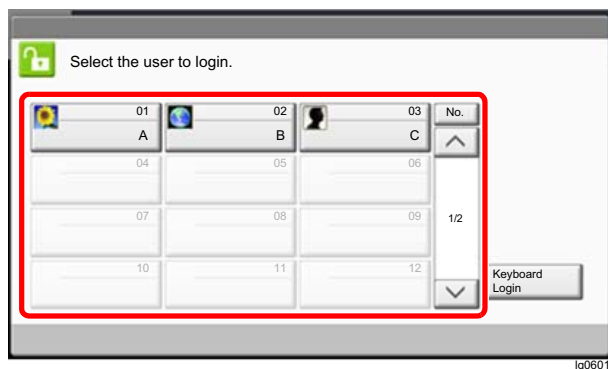 Select the user to login.
01 02 03 No.
A B C
04 05 06
07 08 09 1/2
10 11 12
Keyboard
Login
lg0601